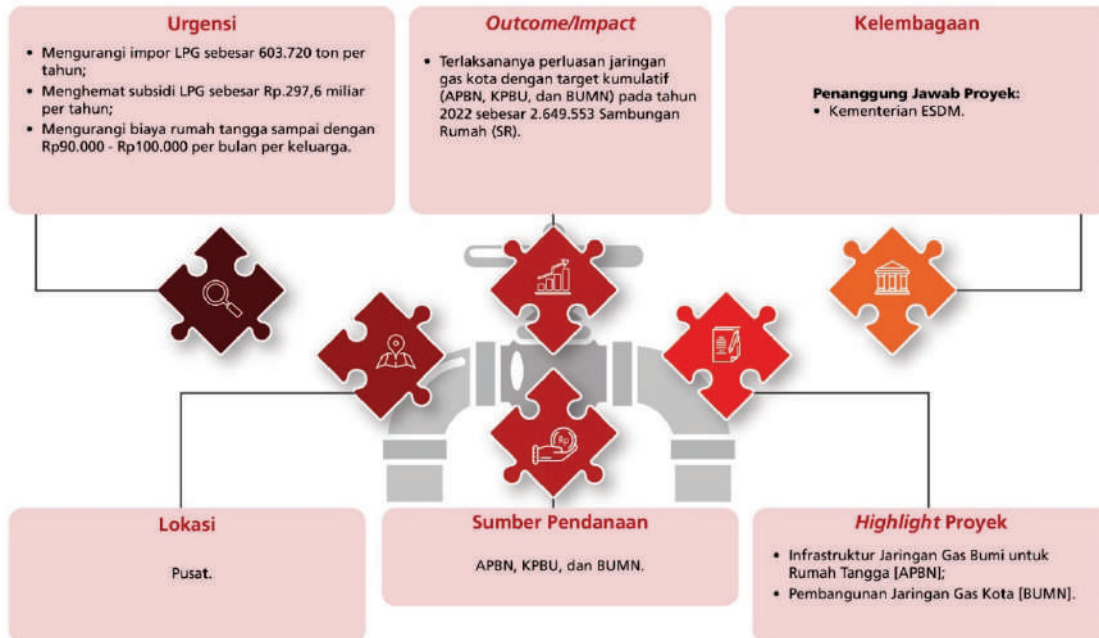 Urgensi
• Mengurangi impor LPG sebesar 603.720 ton per
tahun;
• Menghemat subsidi LPG sebesar Rp.297,6 miliar
per tahun;
• Mengurangi biaya rumah tangga sampai dengan
Rp90.000 - Rp100.000 per bulan per keluarga.
Outcome/Impact
• Terlaksananya perluasan jaringan
gas kota dengan target kumulatif
(APBN, KPBU, dan BUMN) pada tahun
2022 sebesar 2.649.553 Sambungan
Rumah (SR).
Kelembagaan
Penanggung Jawab Proyek:
• Kementerian ESDM.
Rp
Lokasi
Pusat.
Sumber Pendanaan
APBN, KPBU, dan BUMN.
Highlight Proyek
• Infrastruktur Jaringan Gas Bumi untuk
Rumah Tangga [APBN];
• Pembangunan Jaringan Gas Kota [BUMN].